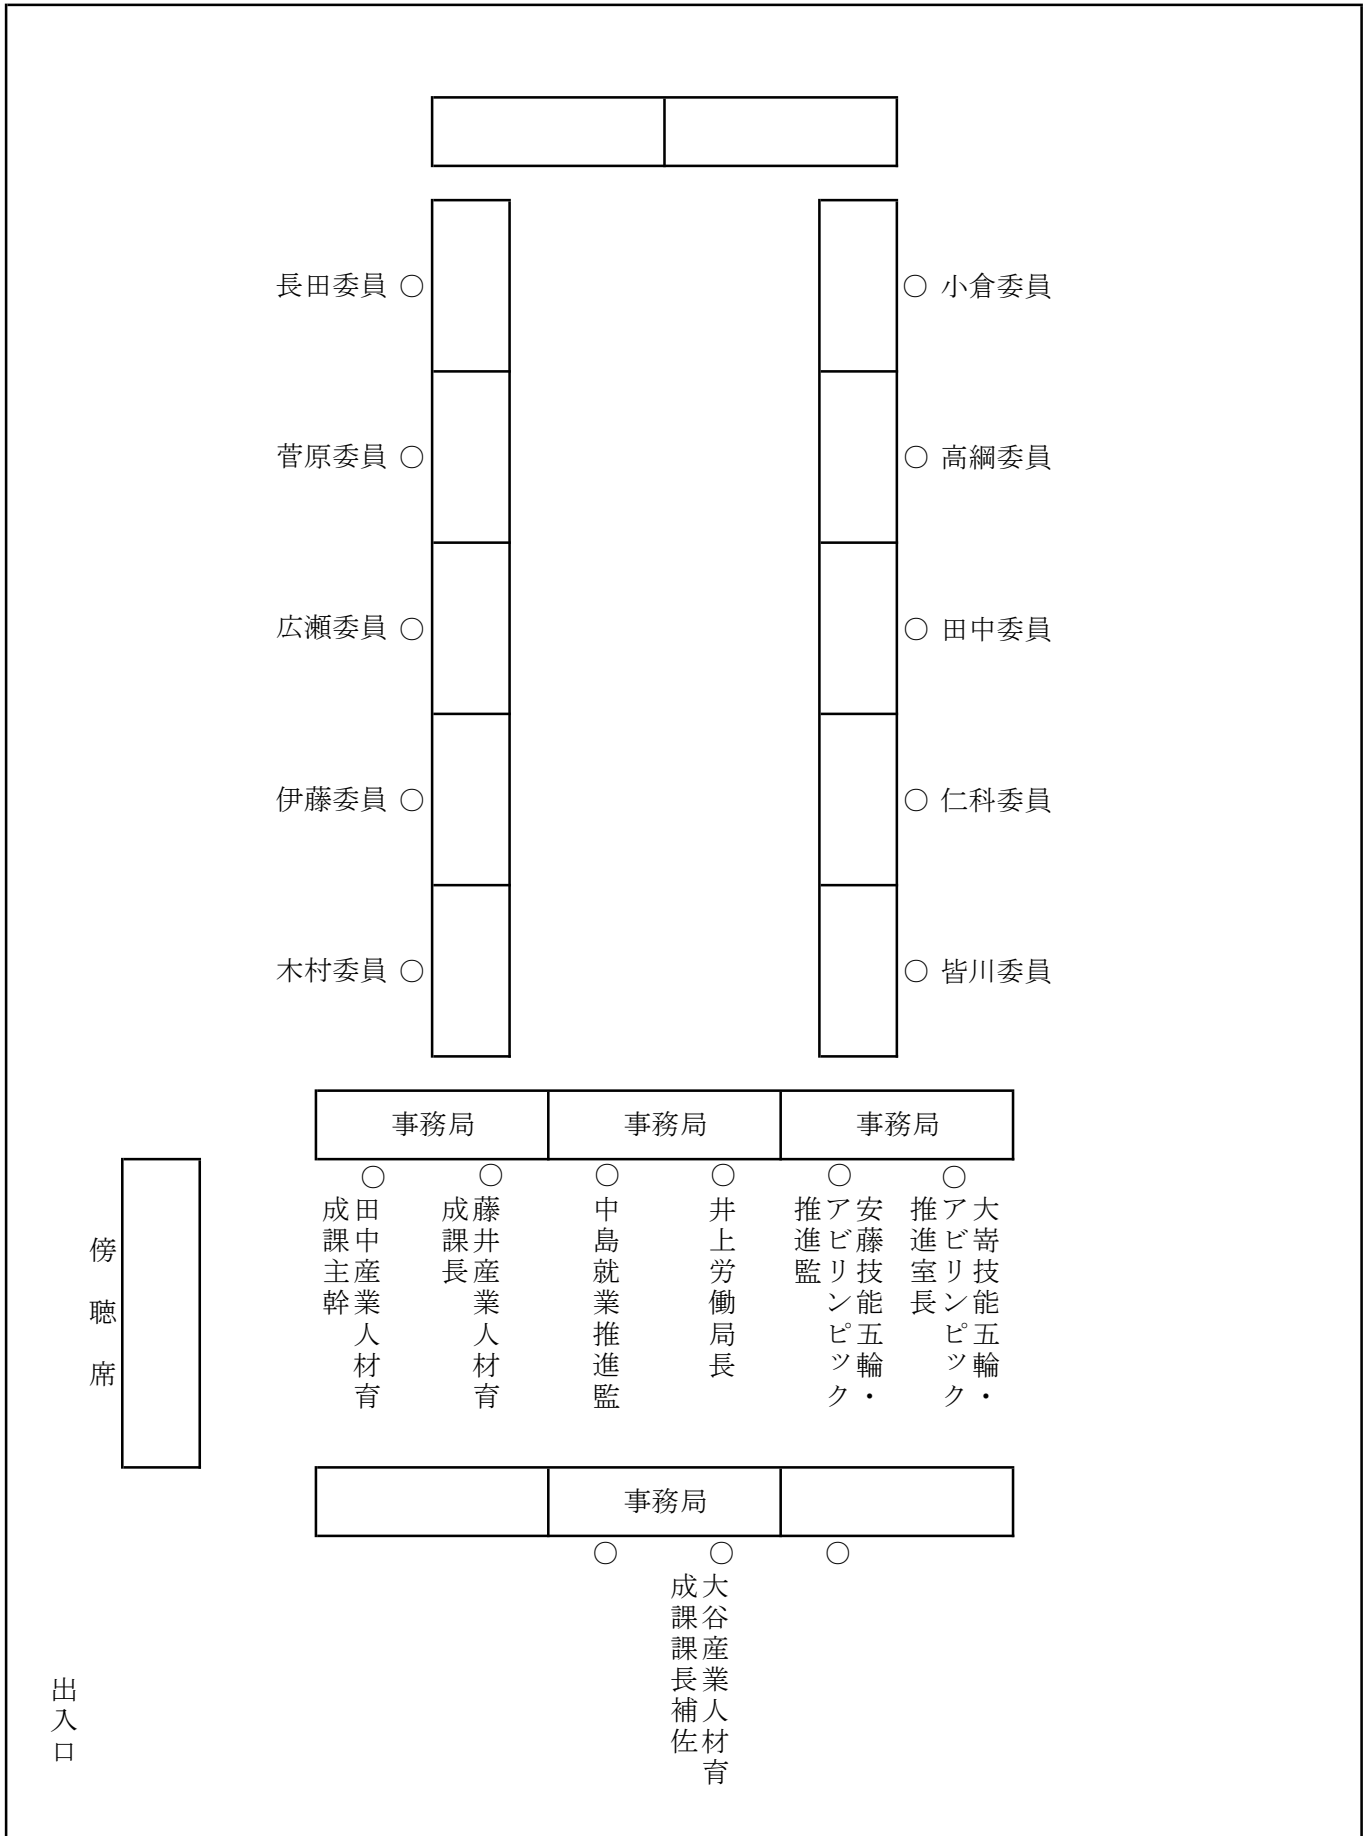 長田委員 ○
○ 小倉委員
菅原委員 ○
○ 高綱委員
広瀬委員 ○
○ 田中委員
伊藤委員 ○
○ 仁科委員
木村委員 ○
○ 皆川委員
事務局
事務局
事務局
○
○
○
○
○
○
大嵜技能五輪・
アビリンピック
推進室長
安藤技能五輪・
アビリンピック
推進監
井上労働局長
中島就業推進監
藤井産業人材育
成課長
田中産業人材育
成課主幹
傍聴席
事務局
○
○
○
大谷産業人材育
成課課長補佐
出入口